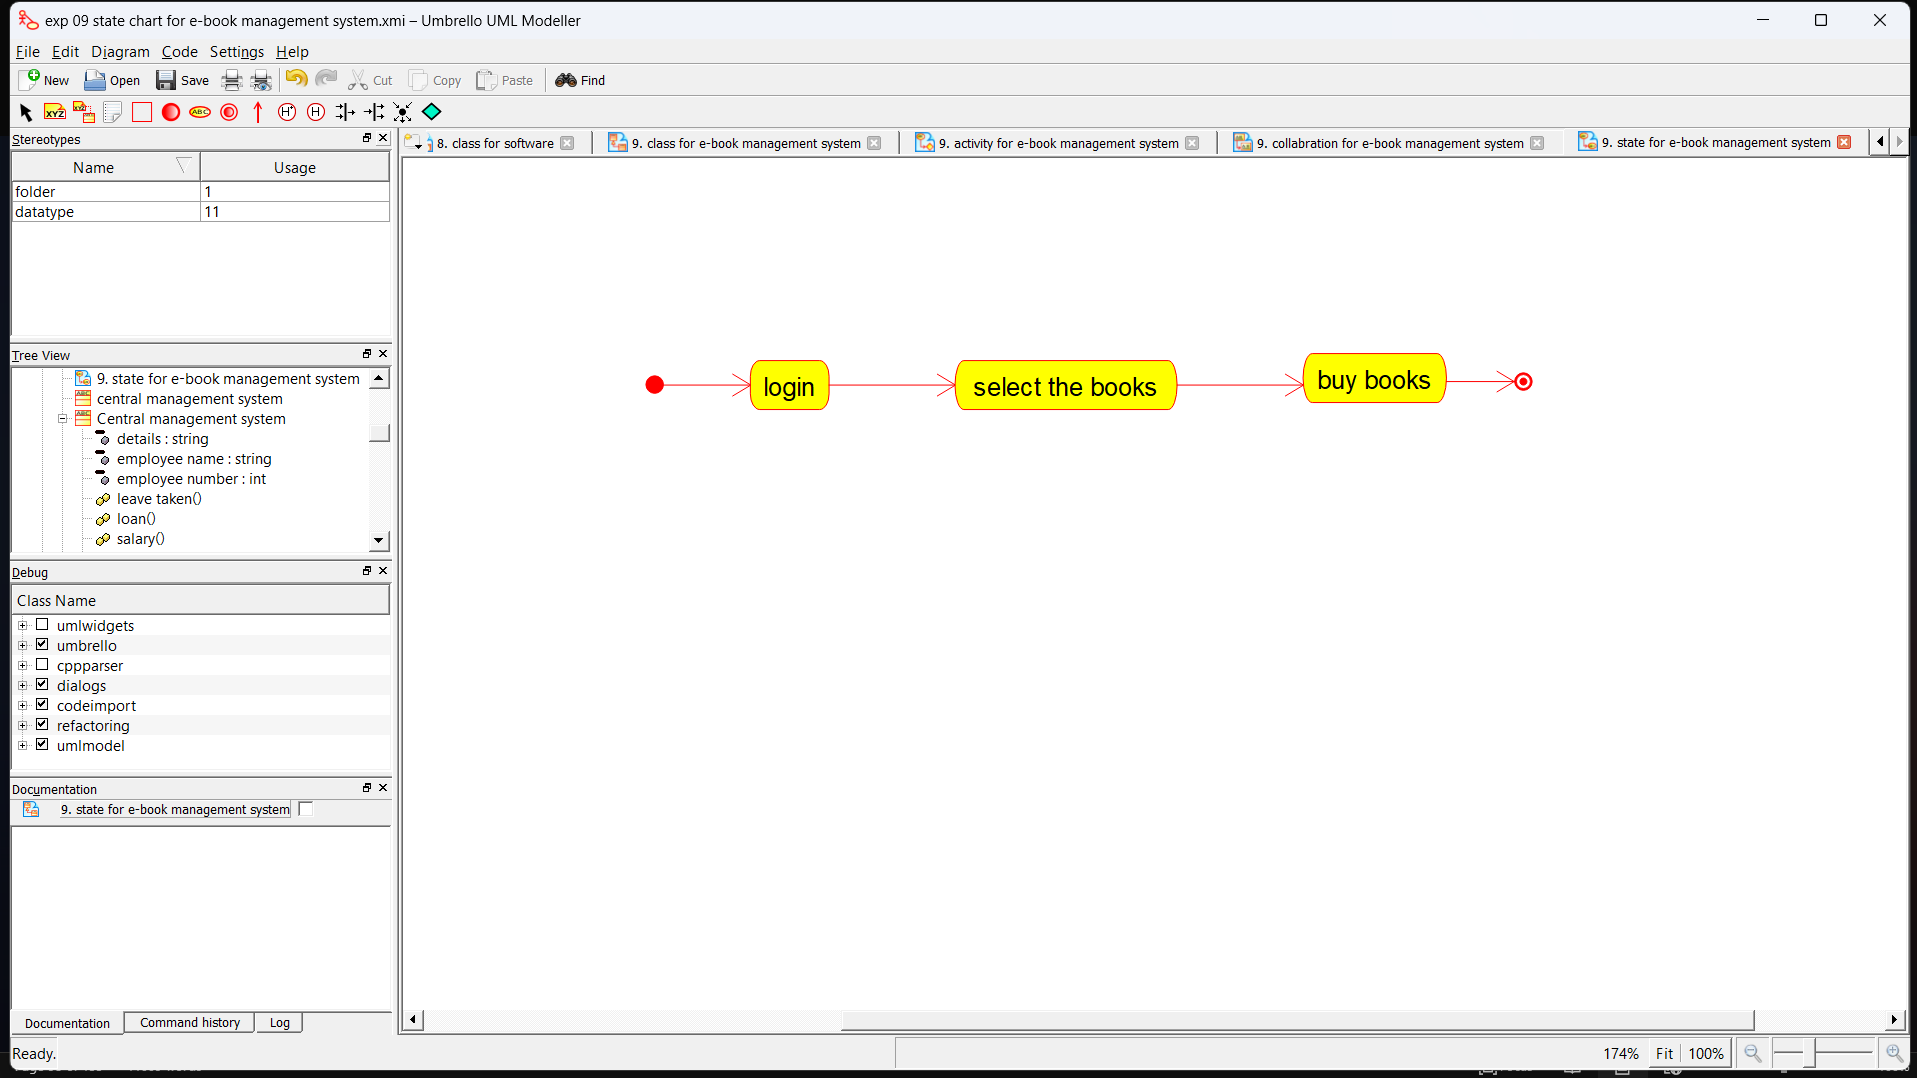 exp 09 state chart for e-book management system.xmi – Umbrello UML Modeller
File Edit Diagram Code Settings Help
New Open Save Cut Copy Paste Find
XYZ XYZ ABC H* H
Stereotypes
8. class for software 9. class for e-book management system 9. activity for e-book management system 9. collabration for e-book management system 9. state for e-book management system
Name Usage
folder 1
datatype 11
Tree View
9. state for e-book management system
central management system
Central management system
details : string
employee name : string
employee number : int
leave taken()
loan()
salary()
login select the books buy books
Debug
Class Name
umlwidgets
umbrello
cppparser
dialogs
codeimport
refactoring
umlmodel
Documentation
9. state for e-book management system
Documentation Command history Log
Ready. 174% Fit 100%